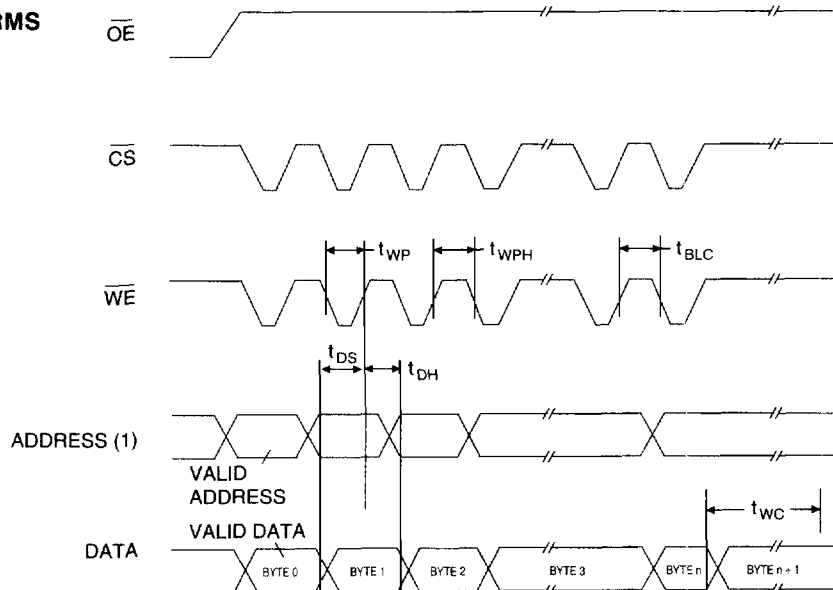 RMS
OE
CS
tWP
tWPH
tBLC
WE
tDS
tDH
ADDRESS (1)
VALID
ADDRESS
tWC
VALID DATA
DATA
BYTE 0
BYTE 1
BYTE 2
BYTE 3
BYTE n
BYTE n + 1